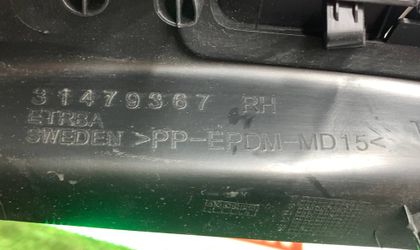 31479367 RH
ETRBA
SWEDEN >PP-EPDM-MD15<